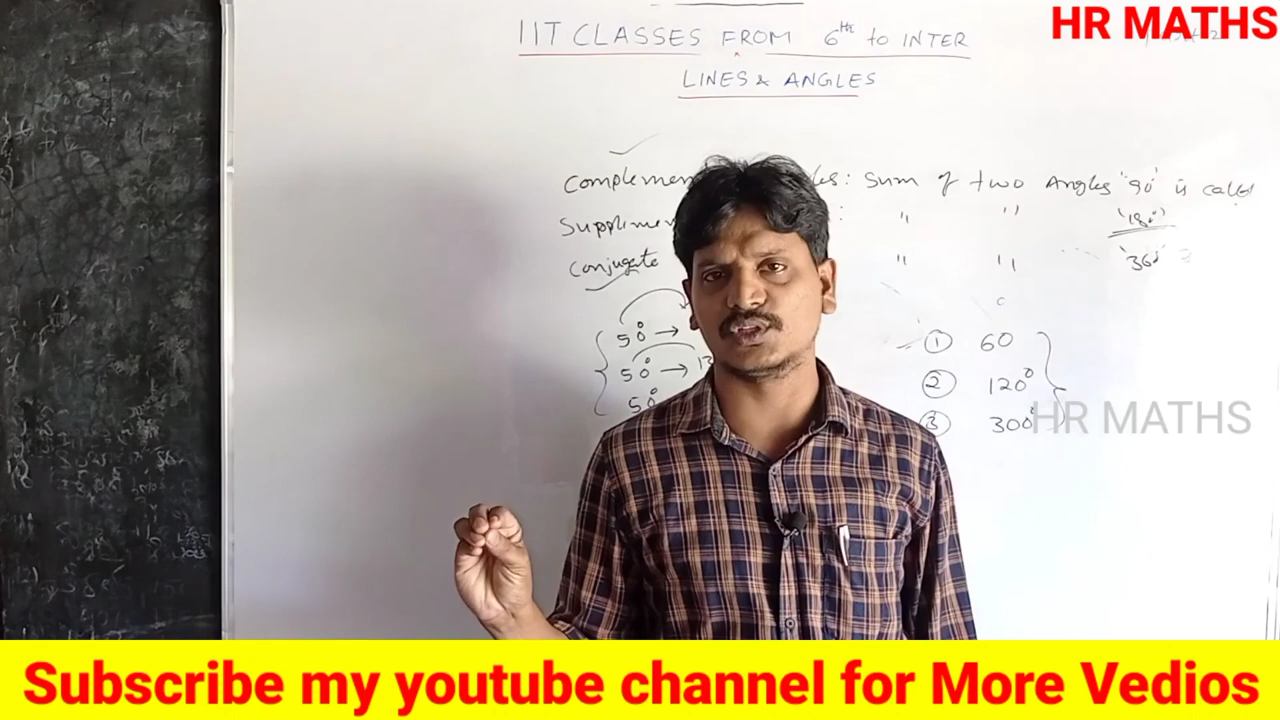 HR MATHS
IIT CLASSES FROM 6th to INTER
LINES & ANGLES
Complemen les: Sum of two Angles "90° is called
Supplemen : " " "(180°)
Conjugate " " "360°
50° →
50° → 13
50°
① 60
② 120°
③ 300°
HR MATHS
Subscribe my youtube channel for More Vedios